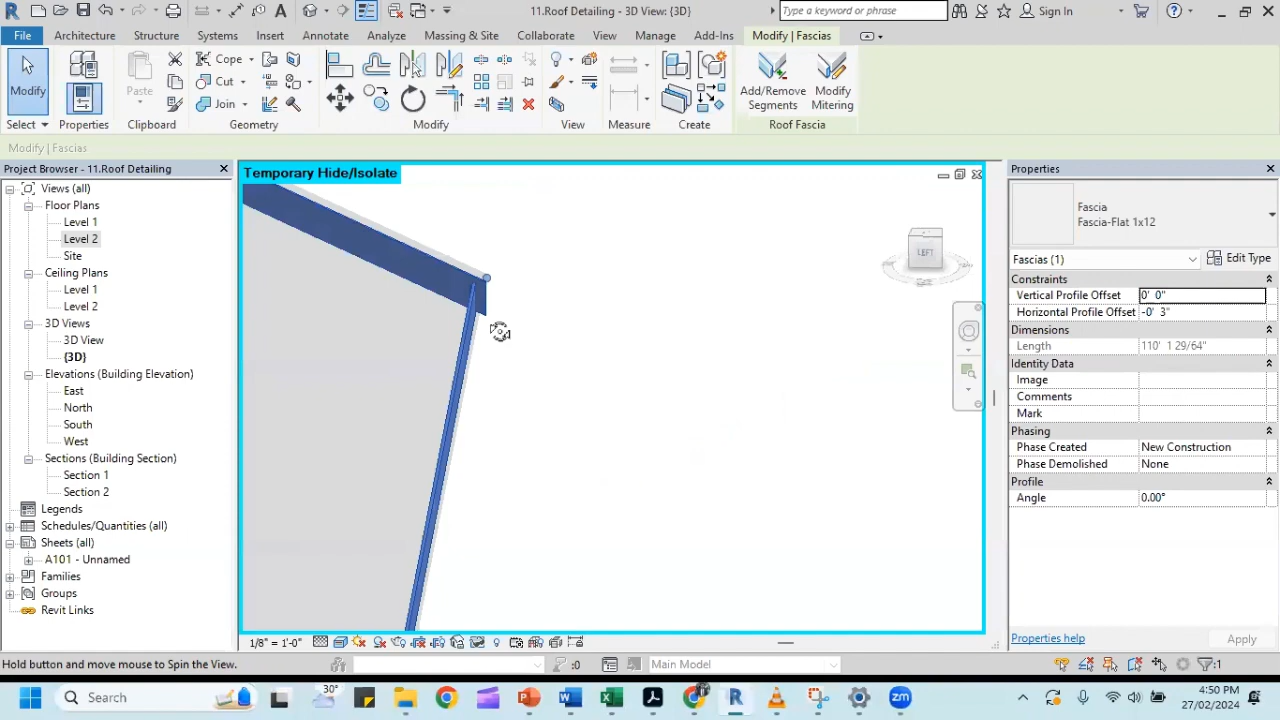 11.Roof Detailing - 3D View: {3D}
Type a keyword or phrase
Sign In
File
Architecture
Structure
Systems
Insert
Annotate
Analyze
Massing & Site
Collaborate
View
Manage
Add-Ins
Modify | Fascias
Modify
Paste
Cope
Cut
Join
Add/Remove Segments
Modify Mitering
Select
Properties
Clipboard
Geometry
Modify
View
Measure
Create
Roof Fascia
Modify | Fascias
Project Browser - 11.Roof Detailing
Views (all)
Floor Plans
Level 1
Level 2
Site
Ceiling Plans
Level 1
Level 2
3D Views
3D View
{3D}
Elevations (Building Elevation)
East
North
South
West
Sections (Building Section)
Section 1
Section 2
Legends
Schedules/Quantities (all)
Sheets (all)
A101 - Unnamed
Families
Groups
Revit Links
Temporary Hide/Isolate
LEFT
1/8" = 1'-0"
Properties
Fascia
Fascia-Flat 1x12
Fascias (1)
Edit Type
Constraints
Vertical Profile Offset 0' 0"
Horizontal Profile Offset -0' 3"
Dimensions
Length 110' 1 29/64"
Identity Data
Image
Comments
Mark
Phasing
Phase Created New Construction
Phase Demolished None
Profile
Angle 0.00°
Properties help
Apply
Hold button and move mouse to Spin the View.
:0
Main Model
:1
Search
30°
4:50 PM
27/02/2024